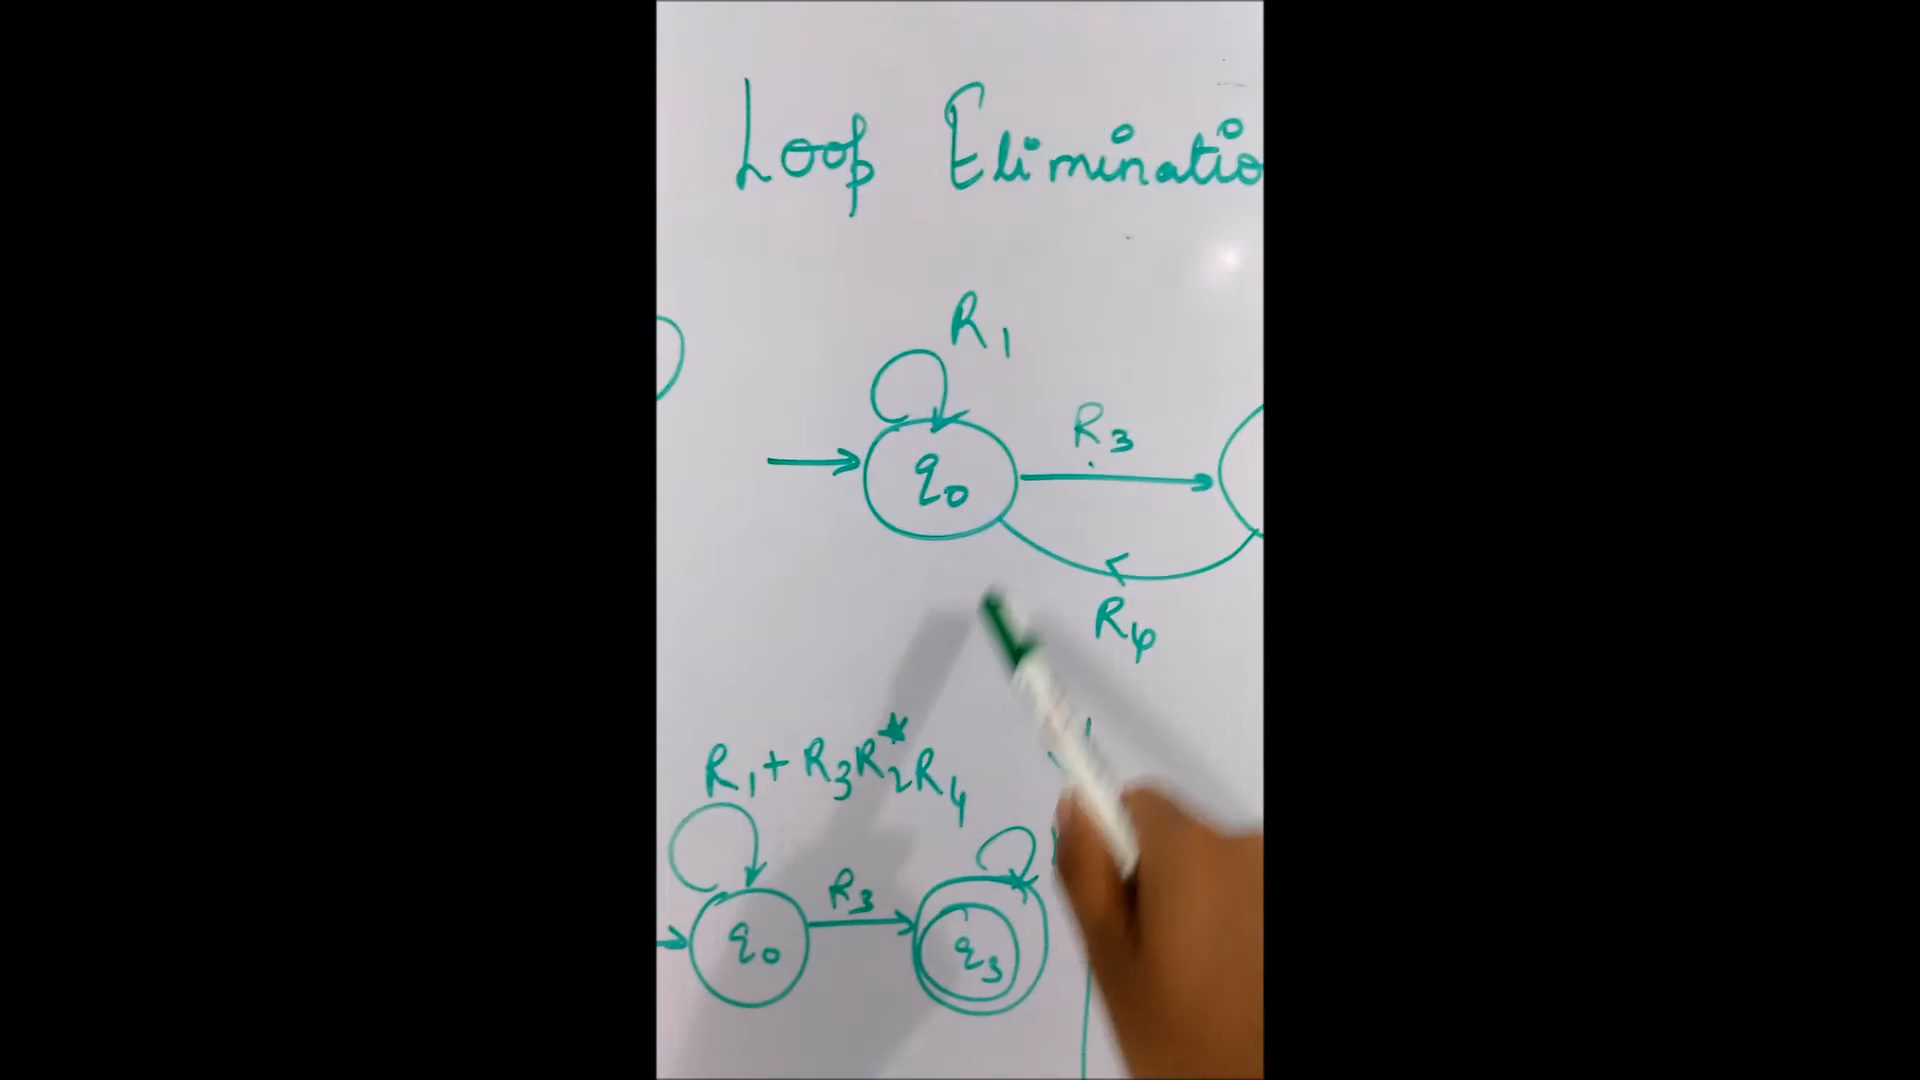 Loop Eliminatio
R1
R3
q0
R4
R1 + R3R2*R4
R3
q0
q3